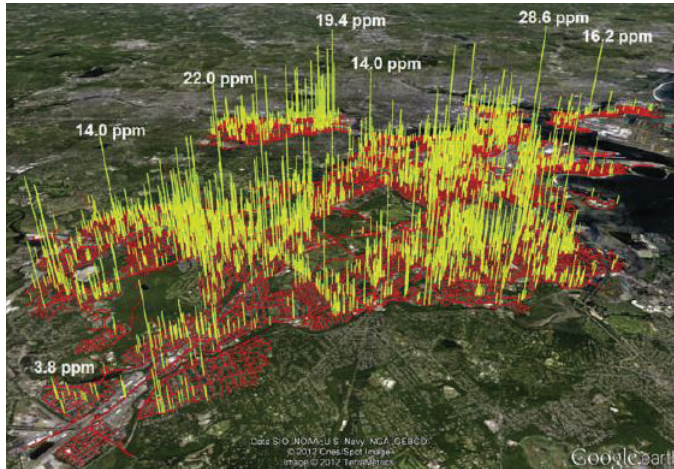 19.4 ppm
28.6 ppm
16.2 ppm
22.0 ppm
14.0 ppm
14.0 ppm
3.8 ppm
Data SIO, NOAA, U.S. Navy, NGA, GEBCO
© 2012 Cnes/Spot Image
Image © 2012 TerraMetrics
Google earth